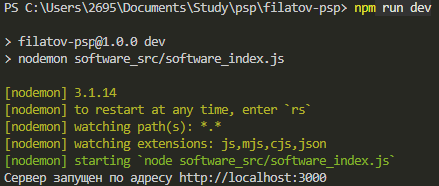 PS C:\Users\2695\Documents\Study\psp\filatov-psp> npm run dev
> filatov-psp@1.0.0 dev
> nodemon software_src/software_index.js
[nodemon] 3.1.14
[nodemon] to restart at any time, enter `rs`
[nodemon] watching path(s): *.*
[nodemon] watching extensions: js,mjs,cjs,json
[nodemon] starting `node software_src/software_index.js`
Сервер запущен по адресу http://localhost:3000